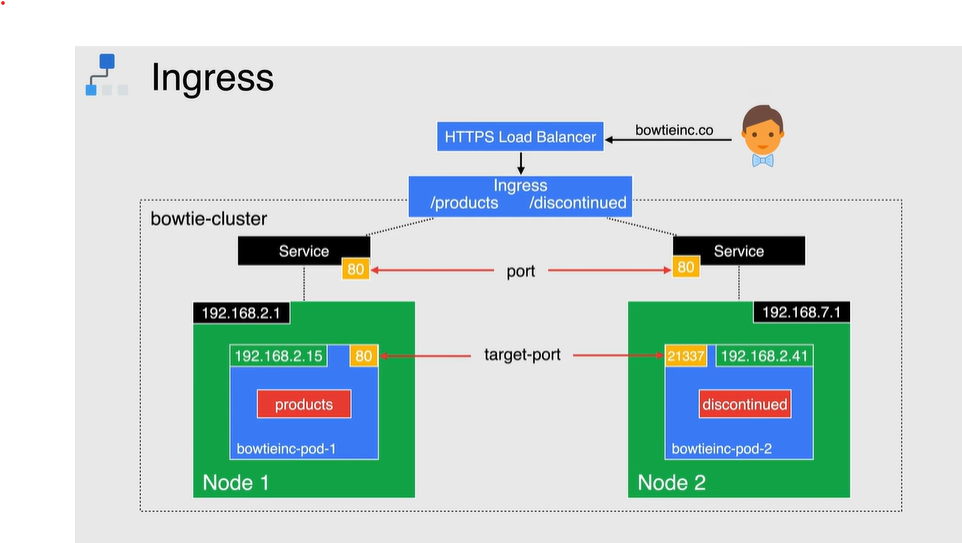 Ingress
bowtieinc.co
HTTPS Load Balancer
Ingress
/products /discontinued
bowtie-cluster
Service
80
port
Service
80
192.168.2.1
192.168.7.1
192.168.2.15
80
target-port
21337
192.168.2.41
products
discontinued
bowtieinc-pod-1
bowtieinc-pod-2
Node 1
Node 2